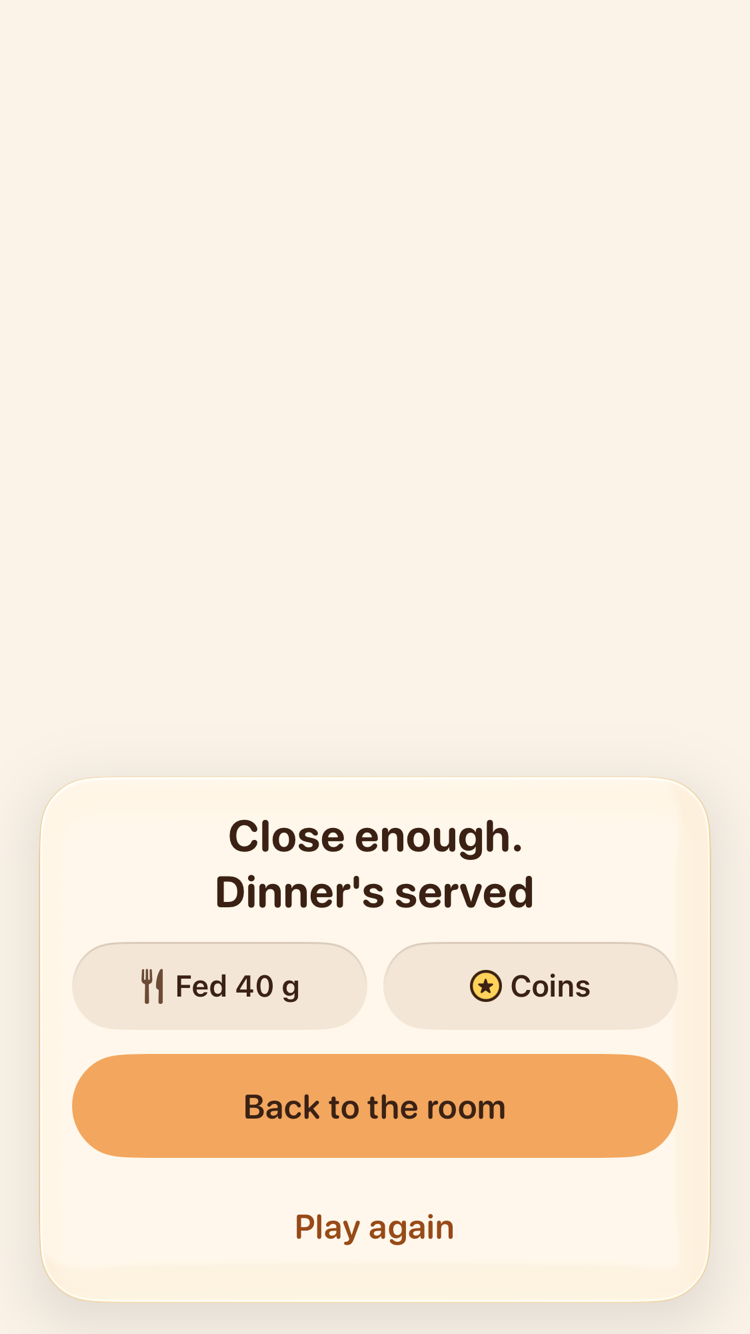 Close enough.
Dinner's served
Fed 40 g
Coins
Back to the room
Play again